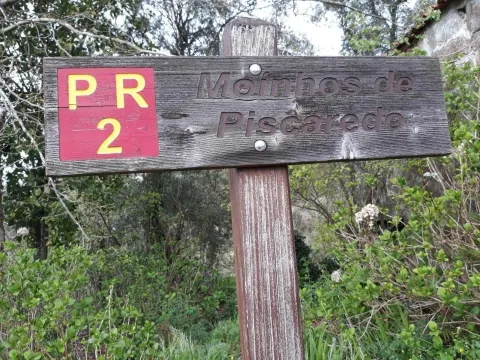 PR
2
Moinhos de
Piscaredo